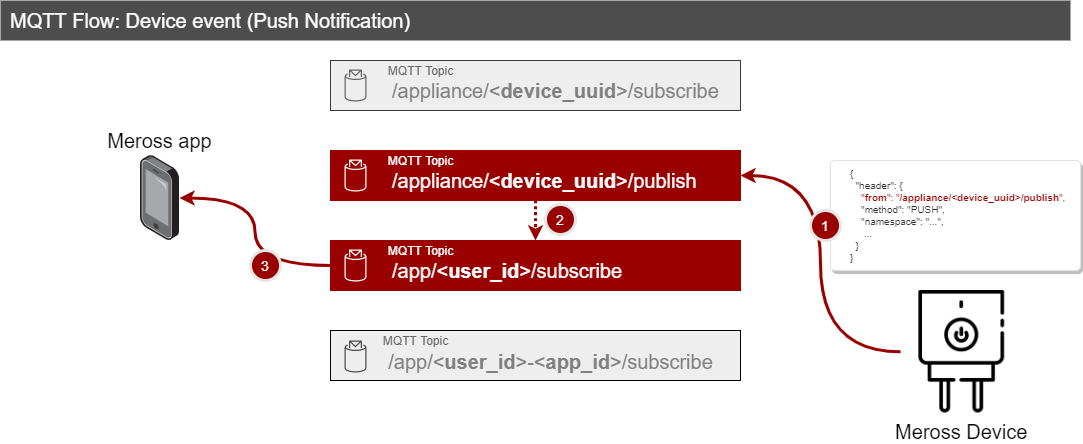 MQTT Flow: Device event (Push Notification)
MQTT Topic
/appliance/<device_uuid>/subscribe
Meross app
MQTT Topic
/appliance/<device_uuid>/publish
{
"header": {
"from": "/appliance/<device_uuid>/publish",
"method": "PUSH",
"namespace": "...",
...
}
}
1
2
MQTT Topic
/app/<user_id>/subscribe
3
MQTT Topic
/app/<user_id>-<app_id>/subscribe
Meross Device